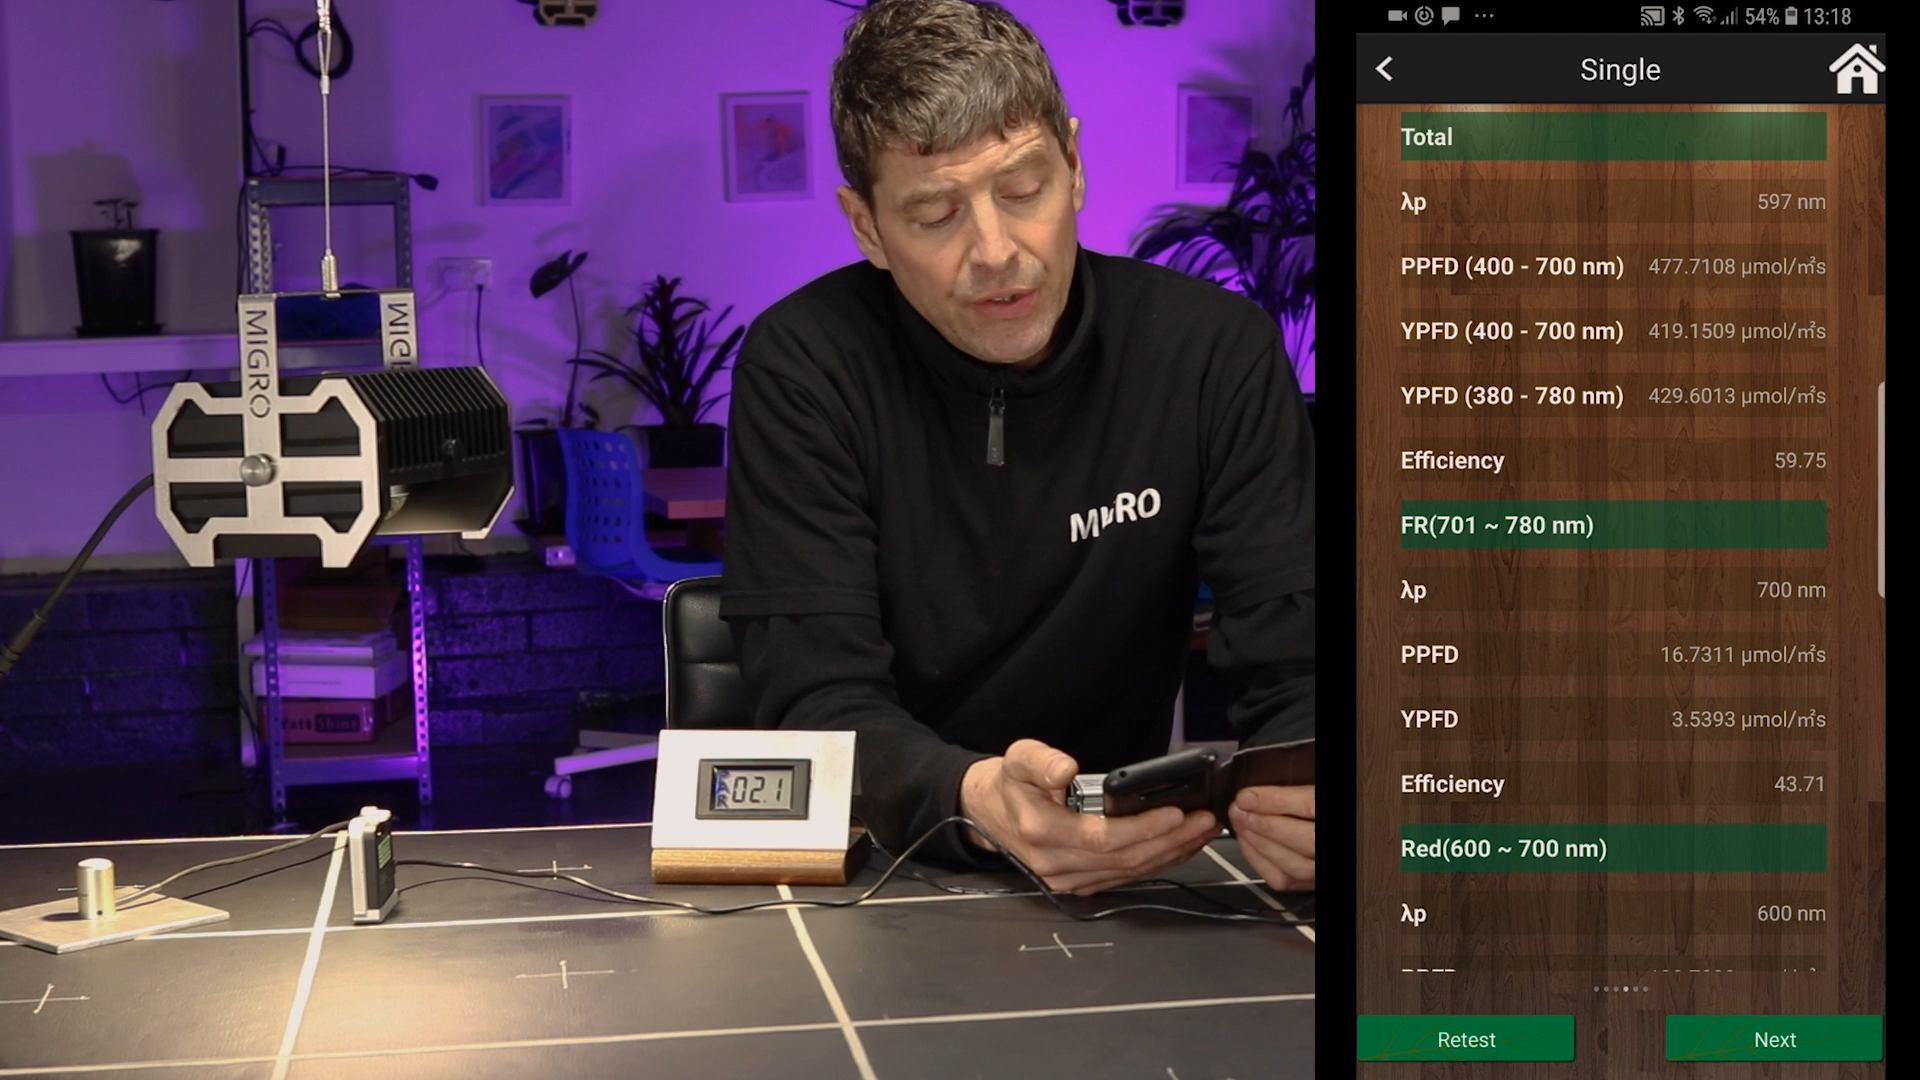 MIGRO
MIGRO
02.1
54% 13:18
Single
Total
λp 597 nm
PPFD (400 - 700 nm) 477.7108 μmol/㎡s
YPFD (400 - 700 nm) 419.1509 μmol/㎡s
YPFD (380 - 780 nm) 429.6013 μmol/㎡s
Efficiency 59.75
FR(701 ~ 780 nm)
λp 700 nm
PPFD 16.7311 μmol/㎡s
YPFD 3.5393 μmol/㎡s
Efficiency 43.71
Red(600 ~ 700 nm)
λp 600 nm
Retest Next